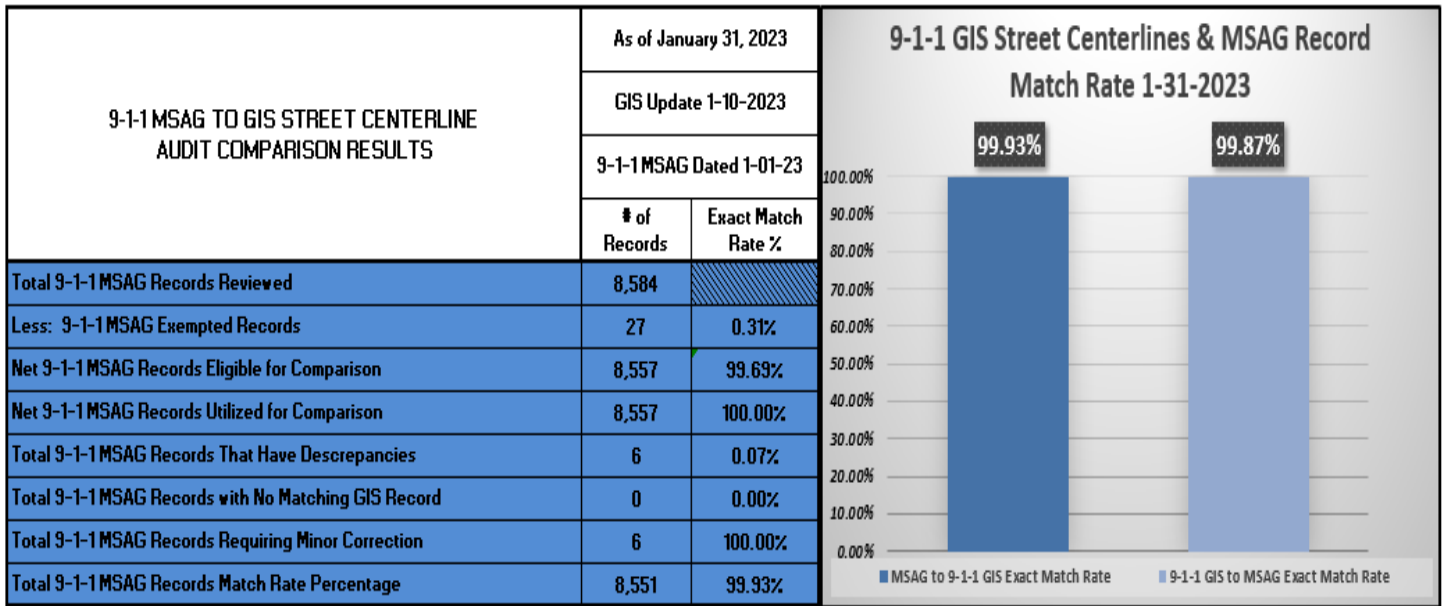 9-1-1 MSAG TO GIS STREET CENTERLINE
AUDIT COMPARISON RESULTS
As of January 31, 2023
GIS Update 1-10-2023
9-1-1 MSAG Dated 1-01-23
# of
Records
Exact Match
Rate %
Total 9-1-1 MSAG Records Reviewed
8,584
Less: 9-1-1 MSAG Exempted Records
27
0.31%
Net 9-1-1 MSAG Records Eligible for Comparison
8,557
99.69%
Net 9-1-1 MSAG Records Utilized for Comparison
8,557
100.00%
Total 9-1-1 MSAG Records That Have Descrepancies
6
0.07%
Total 9-1-1 MSAG Records with No Matching GIS Record
0
0.00%
Total 9-1-1 MSAG Records Requiring Minor Correction
6
100.00%
Total 9-1-1 MSAG Records Match Rate Percentage
8,551
99.93%
9-1-1 GIS Street Centerlines & MSAG Record
Match Rate 1-31-2023
99.93%
99.87%
100.00%
90.00%
80.00%
70.00%
60.00%
50.00%
40.00%
30.00%
20.00%
10.00%
0.00%
MSAG to 9-1-1 GIS Exact Match Rate
9-1-1 GIS to MSAG Exact Match Rate